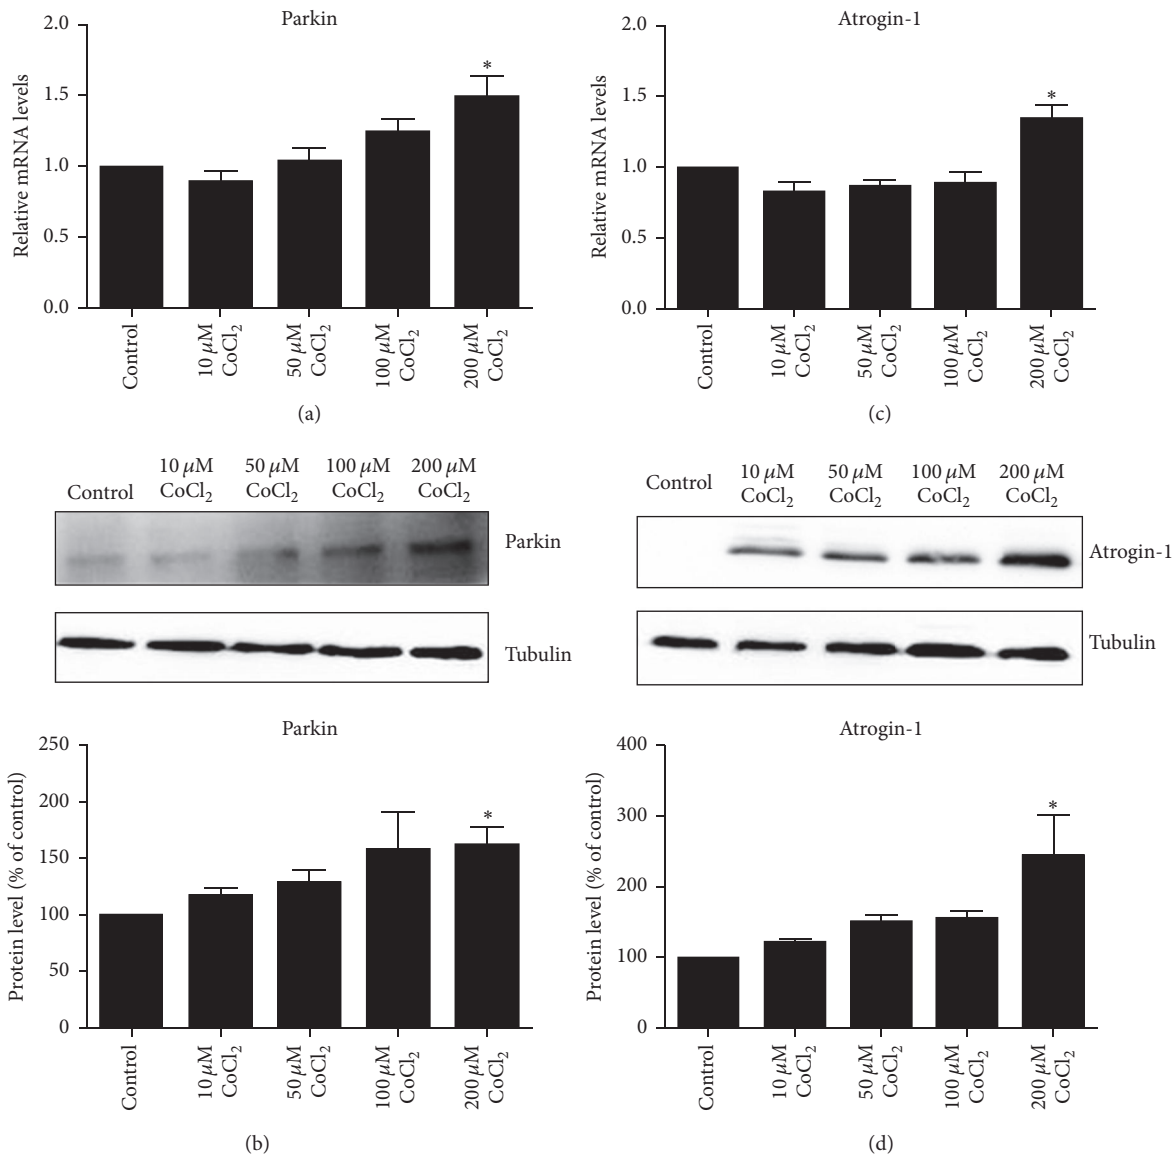 Parkin
Relative mRNA levels
2.0
1.5
1.0
0.5
0.0
*
Control
10 μM CoCl₂
50 μM CoCl₂
100 μM CoCl₂
200 μM CoCl₂
(a)
Atrogin-1
Relative mRNA levels
2.0
1.5
1.0
0.5
0.0
*
Control
10 μM CoCl₂
50 μM CoCl₂
100 μM CoCl₂
200 μM CoCl₂
(c)
Control
10 μM CoCl₂
50 μM CoCl₂
100 μM CoCl₂
200 μM CoCl₂
Parkin
Tubulin
Parkin
Protein level (% of control)
250
200
150
100
50
0
*
Control
10 μM CoCl₂
50 μM CoCl₂
100 μM CoCl₂
200 μM CoCl₂
(b)
Control
10 μM CoCl₂
50 μM CoCl₂
100 μM CoCl₂
200 μM CoCl₂
Atrogin-1
Tubulin
Atrogin-1
Protein level (% of control)
400
300
200
100
0
*
Control
10 μM CoCl₂
50 μM CoCl₂
100 μM CoCl₂
200 μM CoCl₂
(d)